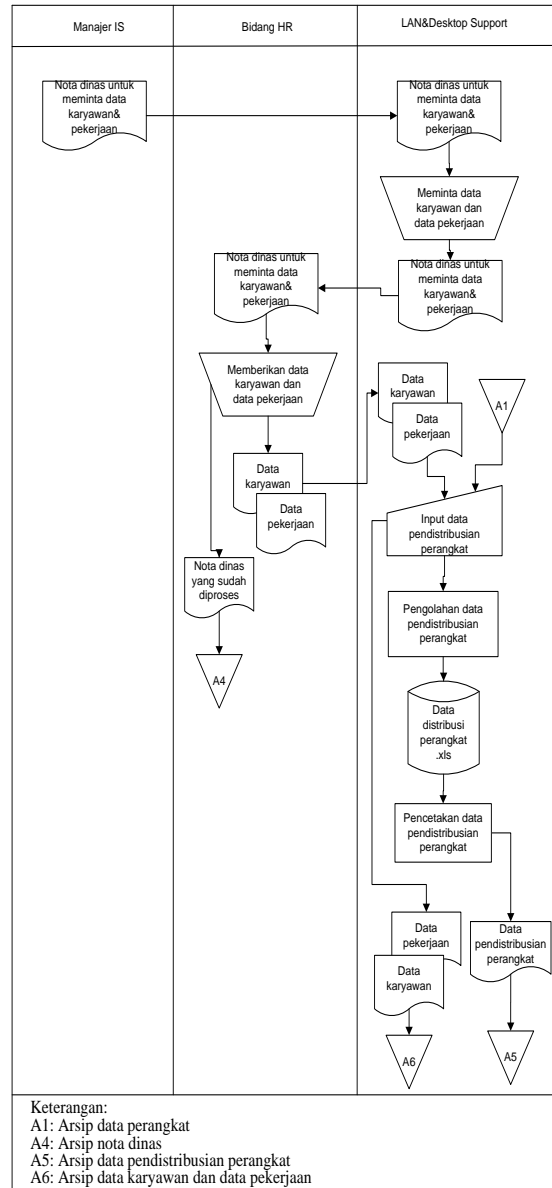 Manajer IS
Bidang HR
LAN&Desktop Support
Nota dinas untuk
meminta data
karyawan&
pekerjaan
Nota dinas untuk
meminta data
karyawan&
pekerjaan
Meminta data
karyawan dan
data pekerjaan
Nota dinas untuk
meminta data
karyawan&
pekerjaan
Nota dinas untuk
meminta data
karyawan&
pekerjaan
Memberikan data
karyawan dan
data pekerjaan
Data
karyawan
Data
pekerjaan
A1
Data
karyawan
Data
pekerjaan
Input data
pendistribusian
perangkat
Nota dinas
yang sudah
diproses
A4
Pengolahan data
pendistribusian
perangkat
Data
distribusi
perangkat
.xls
Pencetakan data
pendistribusian
perangkat
Data
pekerjaan
Data
karyawan
Data
pendistribusian
perangkat
A6
A5
Keterangan:
A1: Arsip data perangkat
A4: Arsip nota dinas
A5: Arsip data pendistribusian perangkat
A6: Arsip data karyawan dan data pekerjaan